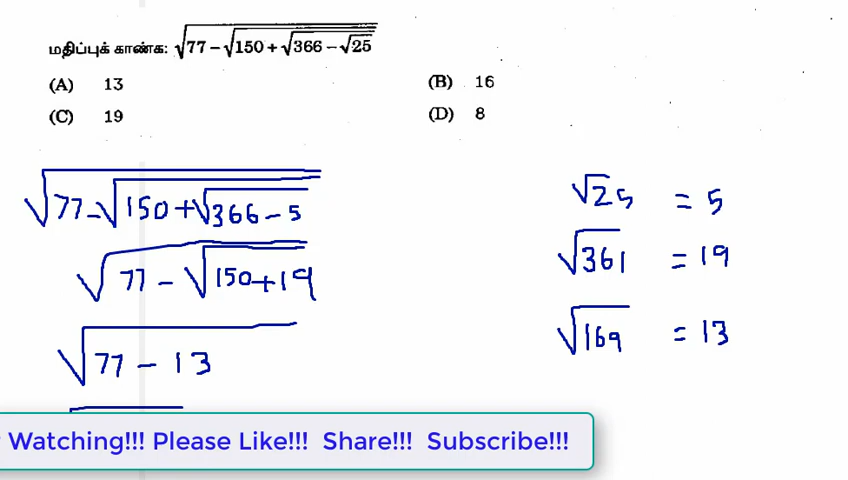 மதிப்புக் காண்க: √77 − √150 + √366 − √25
(A) 13 (B) 16
(C) 19 (D) 8
√77 − √150 + √366 − 5 √25 = 5
√77 − √150 + 19 √361 = 19
√77 − 13 √169 = 13
Watching!!! Please Like!!! Share!!! Subscribe!!!